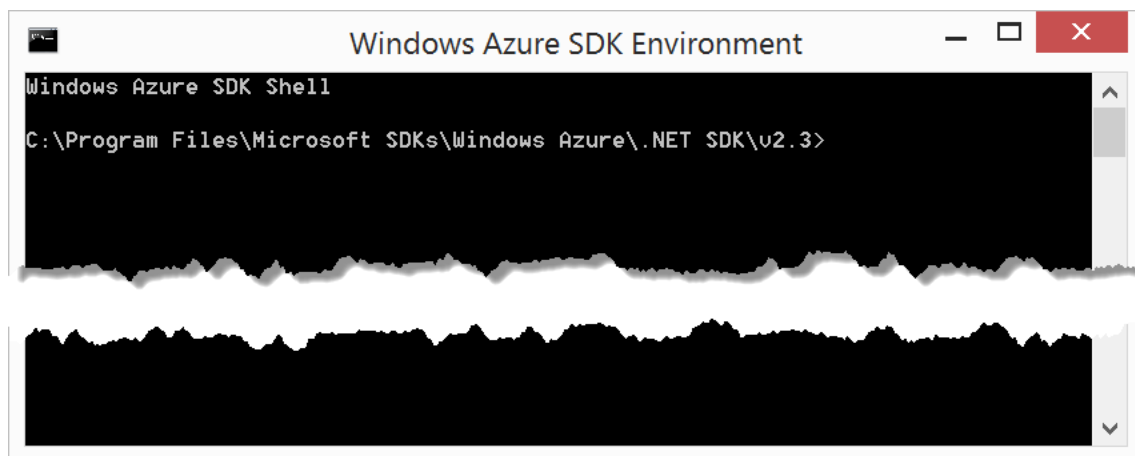 Windows Azure SDK Environment
Windows Azure SDK Shell
C:\Program Files\Microsoft SDKs\Windows Azure\.NET SDK\v2.3>